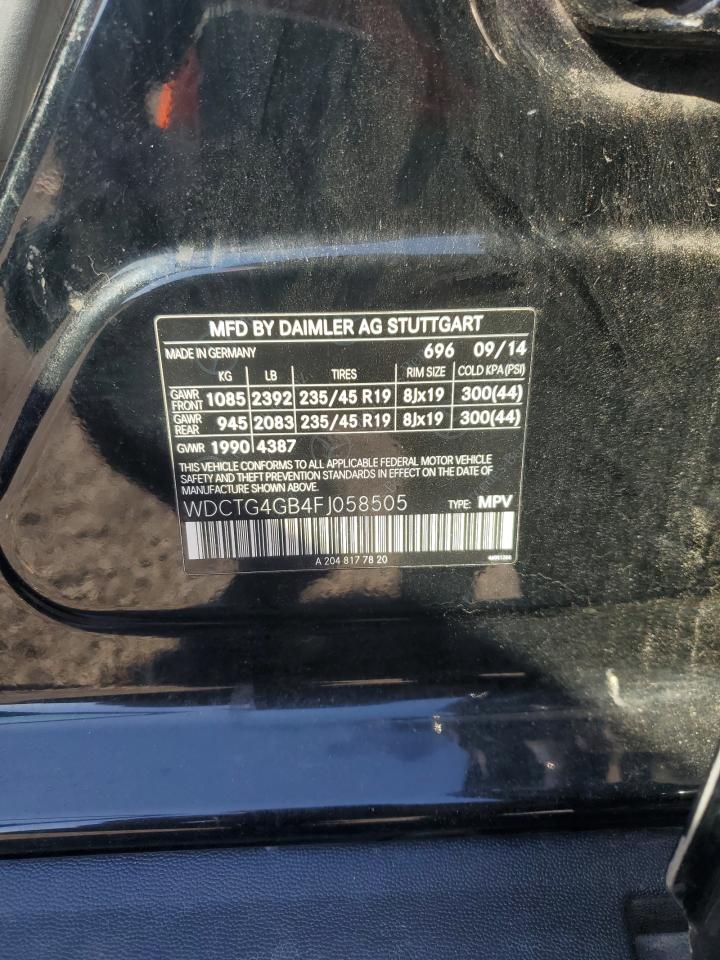 MFD BY DAIMLER AG STUTTGART
MADE IN GERMANY 696 09/14
KG LB TIRES RIM SIZE COLD KPA (PSI)
GAWR FRONT 1085 2392 235/45 R19 8Jx19 300(44)
GAWR REAR 945 2083 235/45 R19 8Jx19 300(44)
GVWR 1990 4387
THIS VEHICLE CONFORMS TO ALL APPLICABLE FEDERAL MOTOR VEHICLE
SAFETY AND THEFT PREVENTION STANDARDS IN EFFECT ON THE DATE OF
MANUFACTURE SHOWN ABOVE.
WDCTG4GB4FJ058505 TYPE: MPV
A 204 817 78 20